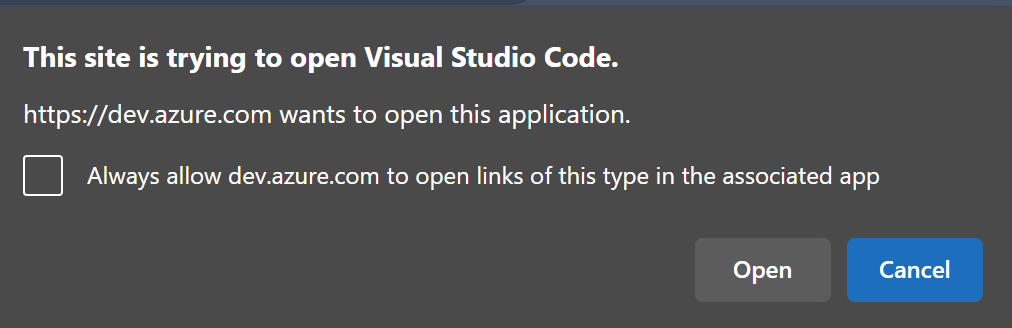 This site is trying to open Visual Studio Code.
https://dev.azure.com wants to open this application.
Always allow dev.azure.com to open links of this type in the associated app
Open Cancel